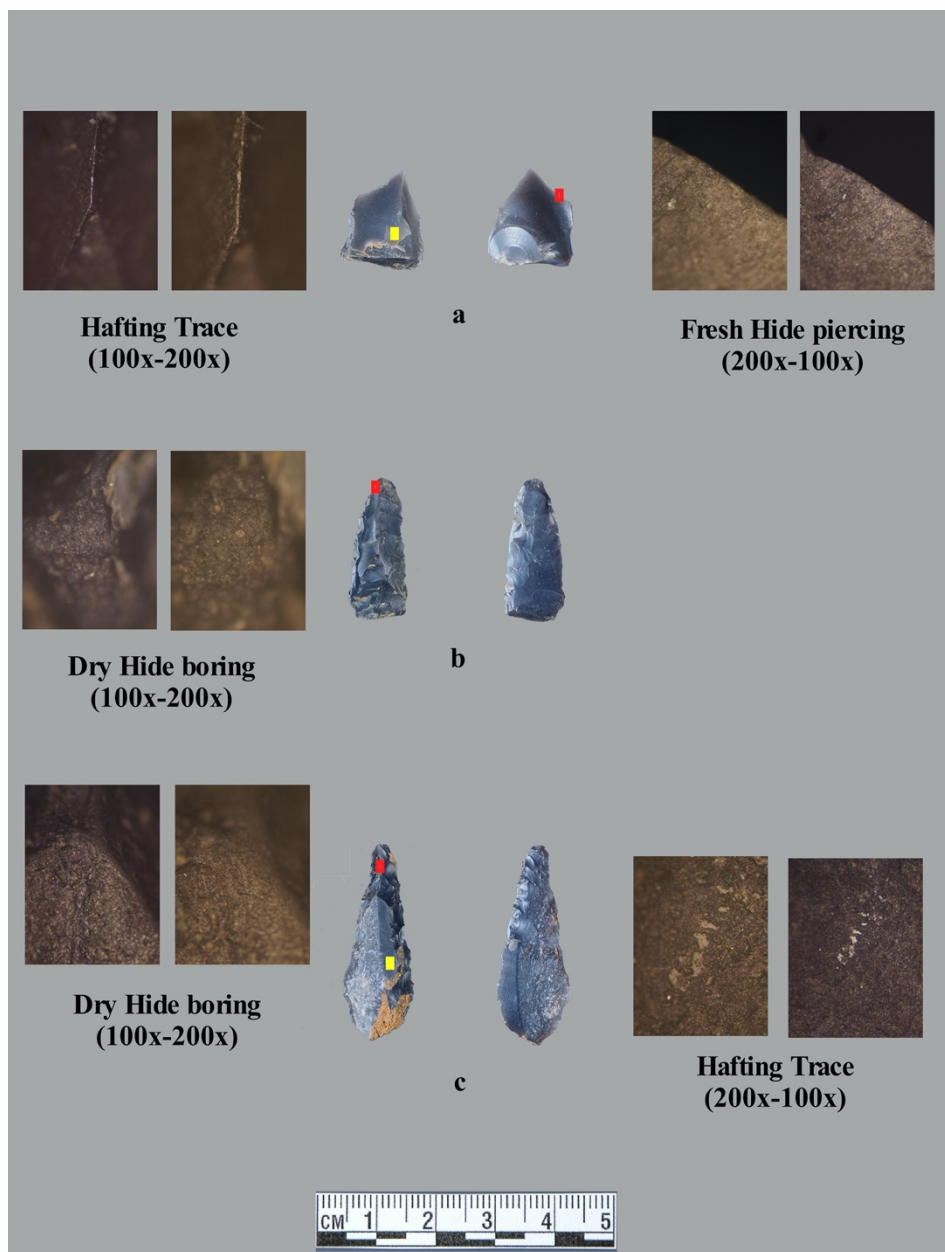 Hafting Trace
(100x-200x)
a
Fresh Hide piercing
(200x-100x)
Dry Hide boring
(100x-200x)
b
Dry Hide boring
(100x-200x)
c
Hafting Trace
(200x-100x)
CM 1 2 3 4 5